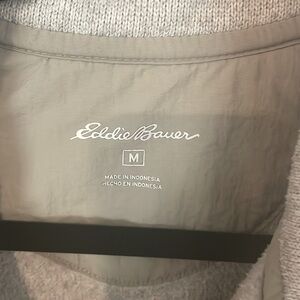 Eddie Bauer
M
MADE IN INDONESIA
HECHO EN INDONESIA